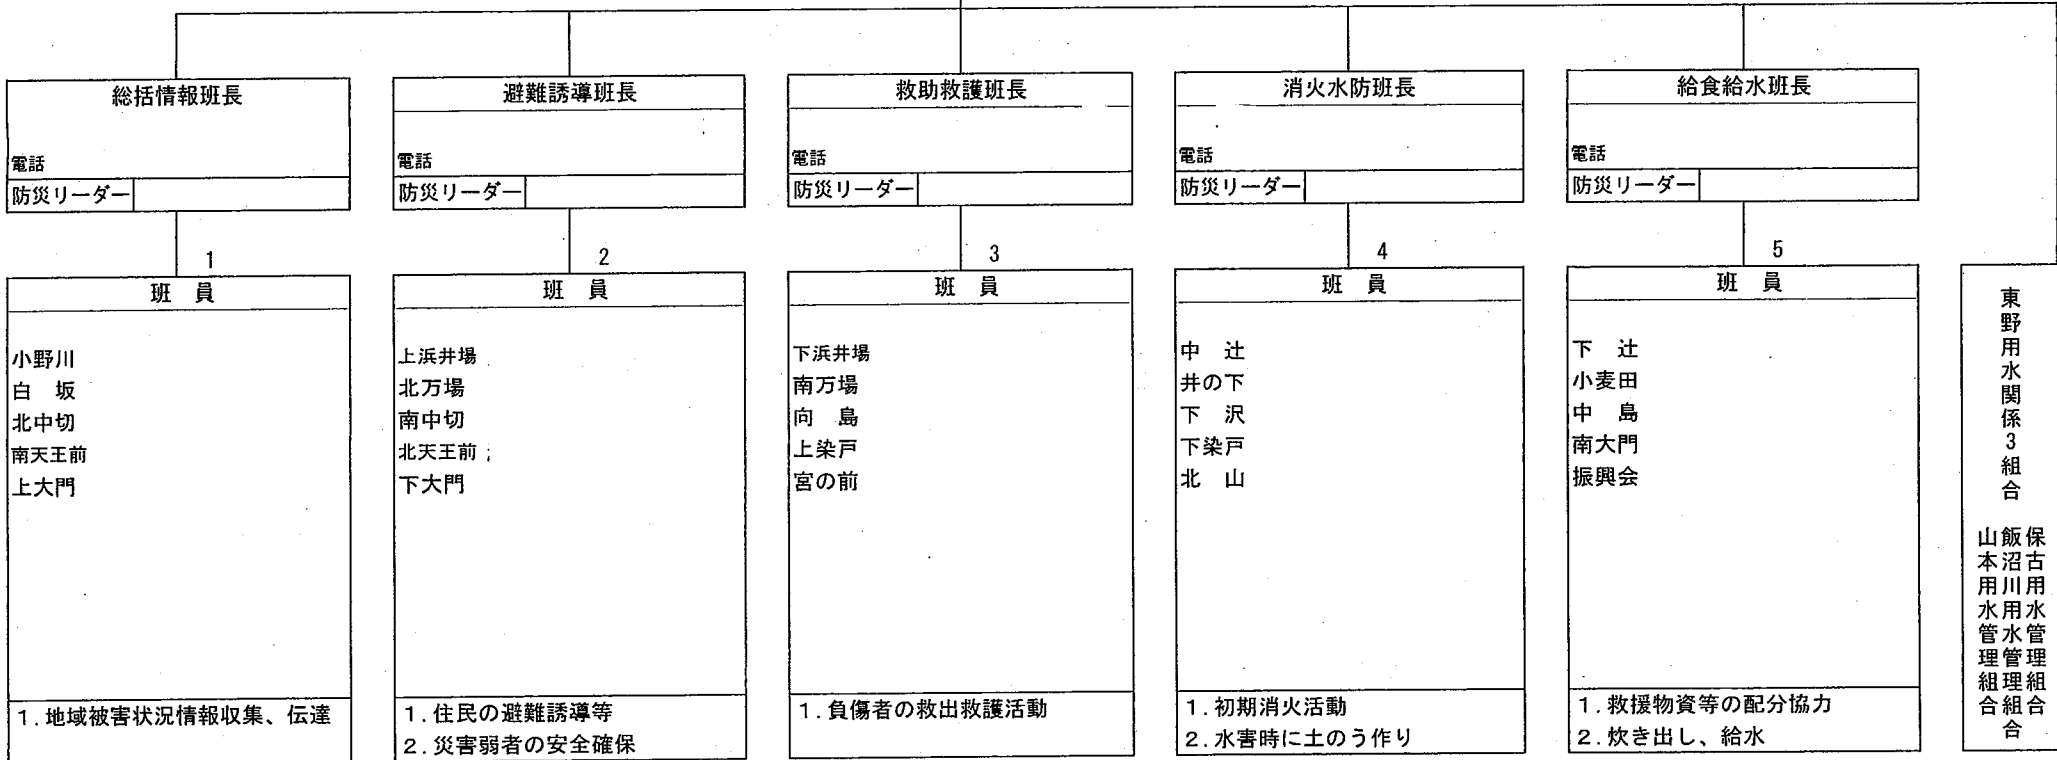 総括情報班長
電話
防災リーダー
1
班　員
小野川
白　坂
北中切
南天王前
上大門
1.地域被害状況情報収集、伝達
避難誘導班長
電話
防災リーダー
2
班　員
上浜井場
北万場
南中切
北天王前
下大門
1.住民の避難誘導等
2.災害弱者の安全確保
救助救護班長
電話
防災リーダー
3
班　員
下浜井場
南万場
向　島
上染戸
宮の前
1.負傷者の救出救護活動
消火水防班長
電話
防災リーダー
4
班　員
中　辻
井の下
下　沢
下染戸
北　山
1.初期消火活動
2.水害時に土のう作り
給食給水班長
電話
防災リーダー
5
班　員
下　辻
小麦田
中　島
南大門
振興会
1.救援物資等の配分協力
2.炊き出し、給水
東野用水関係3組合
保古用水管理組合
飯沼川用水管理組合
山本用水管理組合